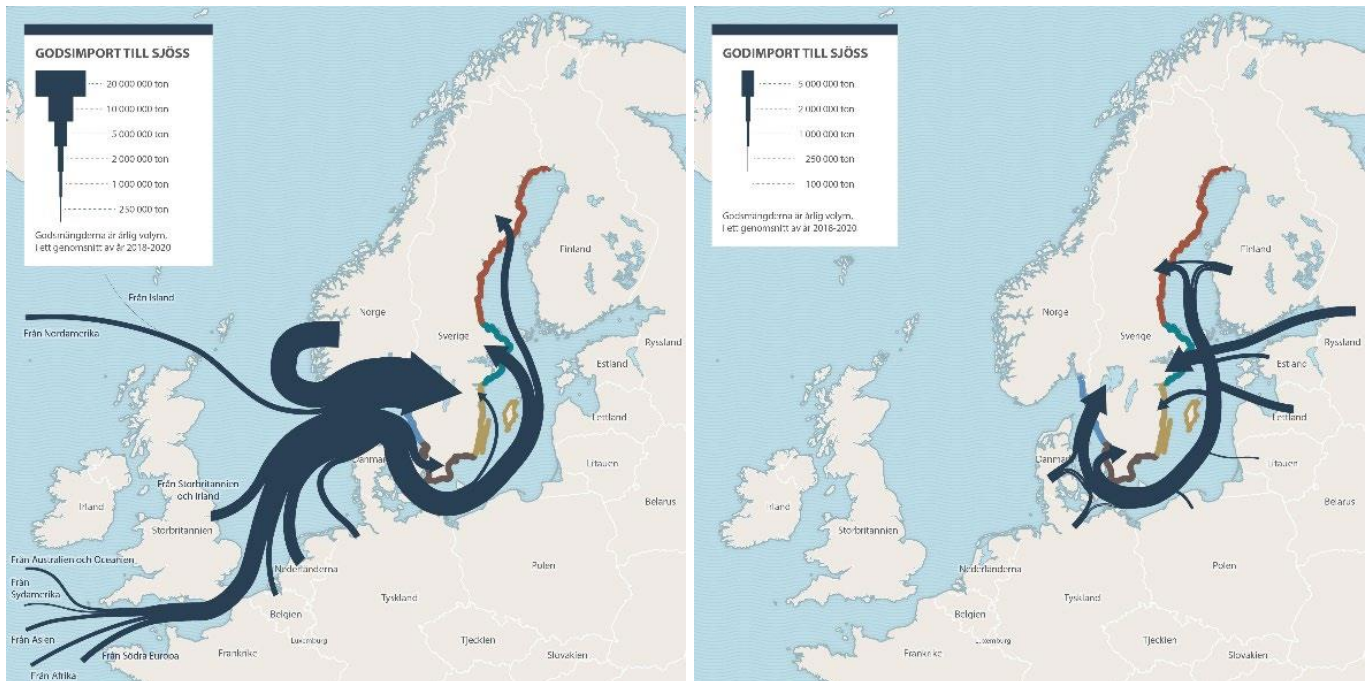 GODSIMPORT TILL SJÖSS
20 000 000 ton
10 000 000 ton
5 000 000 ton
2 000 000 ton
1 000 000 ton
250 000 ton
Godsmängderna är årlig volym,
i ett genomsnitt av år 2018-2020
Från Island
Från Nordamerika
Norge
Sverige
Finland
Ryssland
Estland
Lettland
Litauen
Belarus
Danmark
Från Storbritannien
och Irland
Irland
Storbritannien
Från Australien och Oceanien
Från
Sydamerika
Från Asien
Från Afrika
Från Södra Europa
Nederländerna
Belgien
Luxemburg
Frankrike
Tyskland
Polen
Tjeckien
Slovakien
GODIMPORT TILL SJÖSS
5 000 000 ton
2 000 000 ton
1 000 000 ton
250 000 ton
100 000 ton
Godsmängderna är årlig volym,
i ett genomsnitt av år 2018-2020
Norge
Sverige
Finland
Ryssland
Estland
Lettland
Litauen
Belarus
Danmark
Irland
Storbritannien
Nederländerna
Belgien
Luxemburg
Frankrike
Tyskland
Polen
Tjeckien
Slovakien